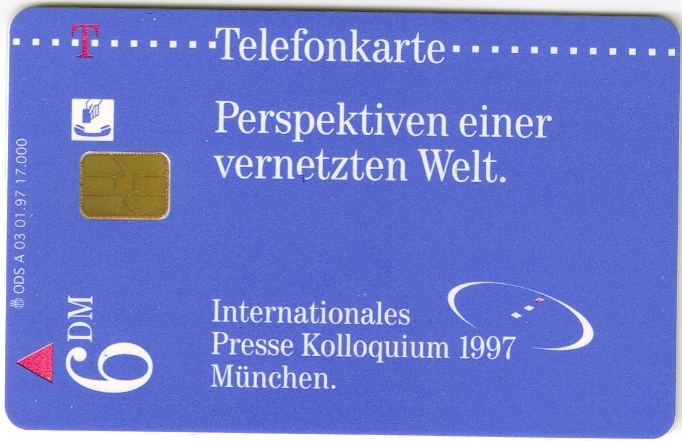 T Telefonkarte
Perspektiven einer
vernetzten Welt.
ODS A 03 01.97 17.000
Internationales
Presse Kolloquium 1997
München.
6 DM